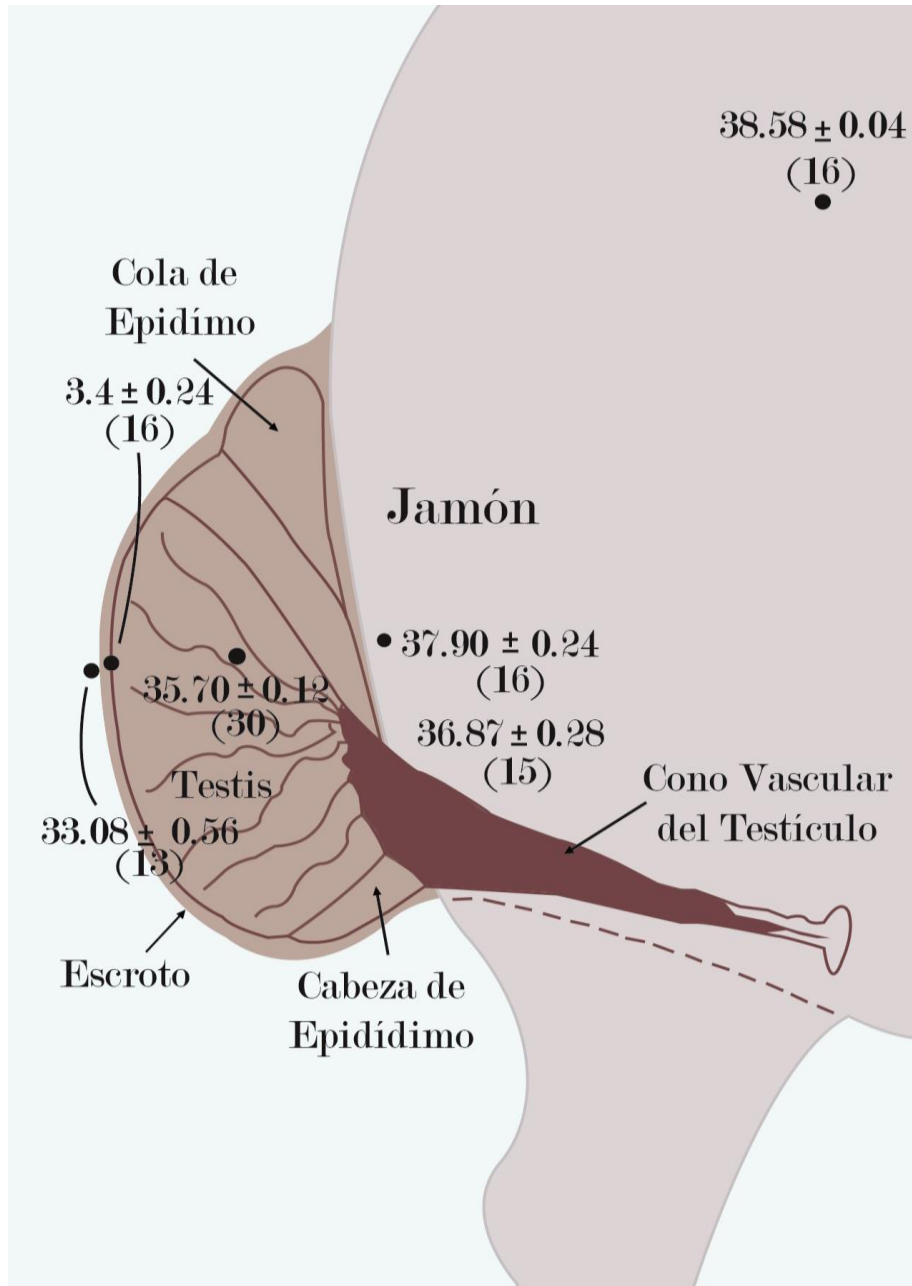 38.58 ± 0.04
(16)
Cola de
Epidímo
3.4 ± 0.24
(16)
Jamón
37.90 ± 0.24
(16)
35.70 ± 0.12
(30)
36.87 ± 0.28
(15)
Testis
Cono Vascular
del Testículo
33.08 ± 0.56
(13)
Escroto
Cabeza de
Epidídimo